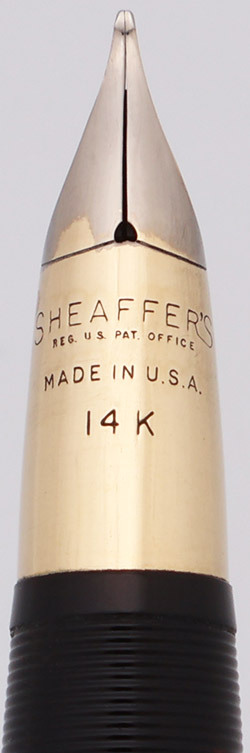 SHEAFFER'S
REG. U.S. PAT. OFFICE
MADE IN U.S.A.
14 K